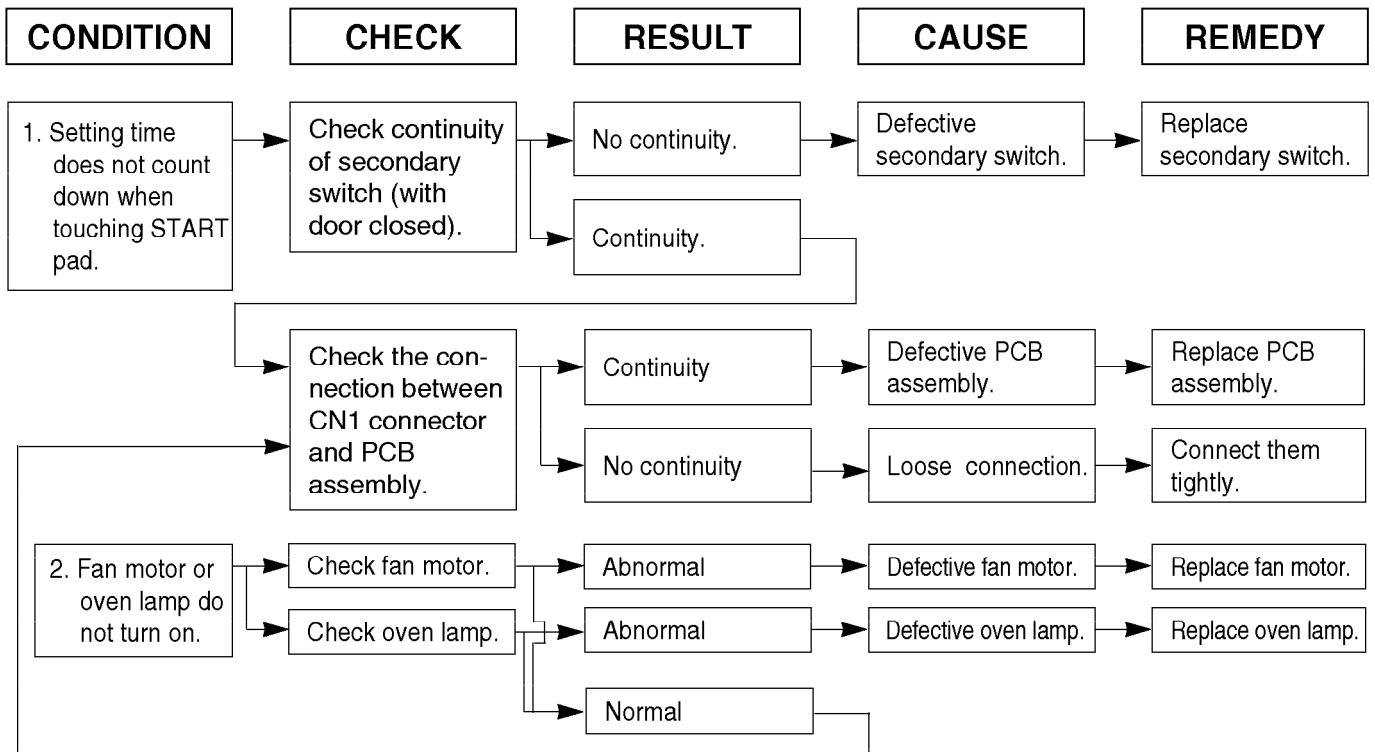 CONDITION
CHECK
RESULT
CAUSE
REMEDY
1. Setting time
does not count
down when
touching START
pad.
Check continuity
of secondary
switch (with
door closed).
No continuity.
Defective
secondary switch.
Replace
secondary switch.
Continuity.
Check the con-
nection between
CN1 connector
and PCB
assembly.
Continuity
Defective PCB
assembly.
Replace PCB
assembly.
No continuity
Loose connection.
Connect them
tightly.
2. Fan motor or
oven lamp do
not turn on.
Check fan motor.
Abnormal
Defective fan motor.
Replace fan motor.
Check oven lamp.
Abnormal
Defective oven lamp.
Replace oven lamp.
Normal